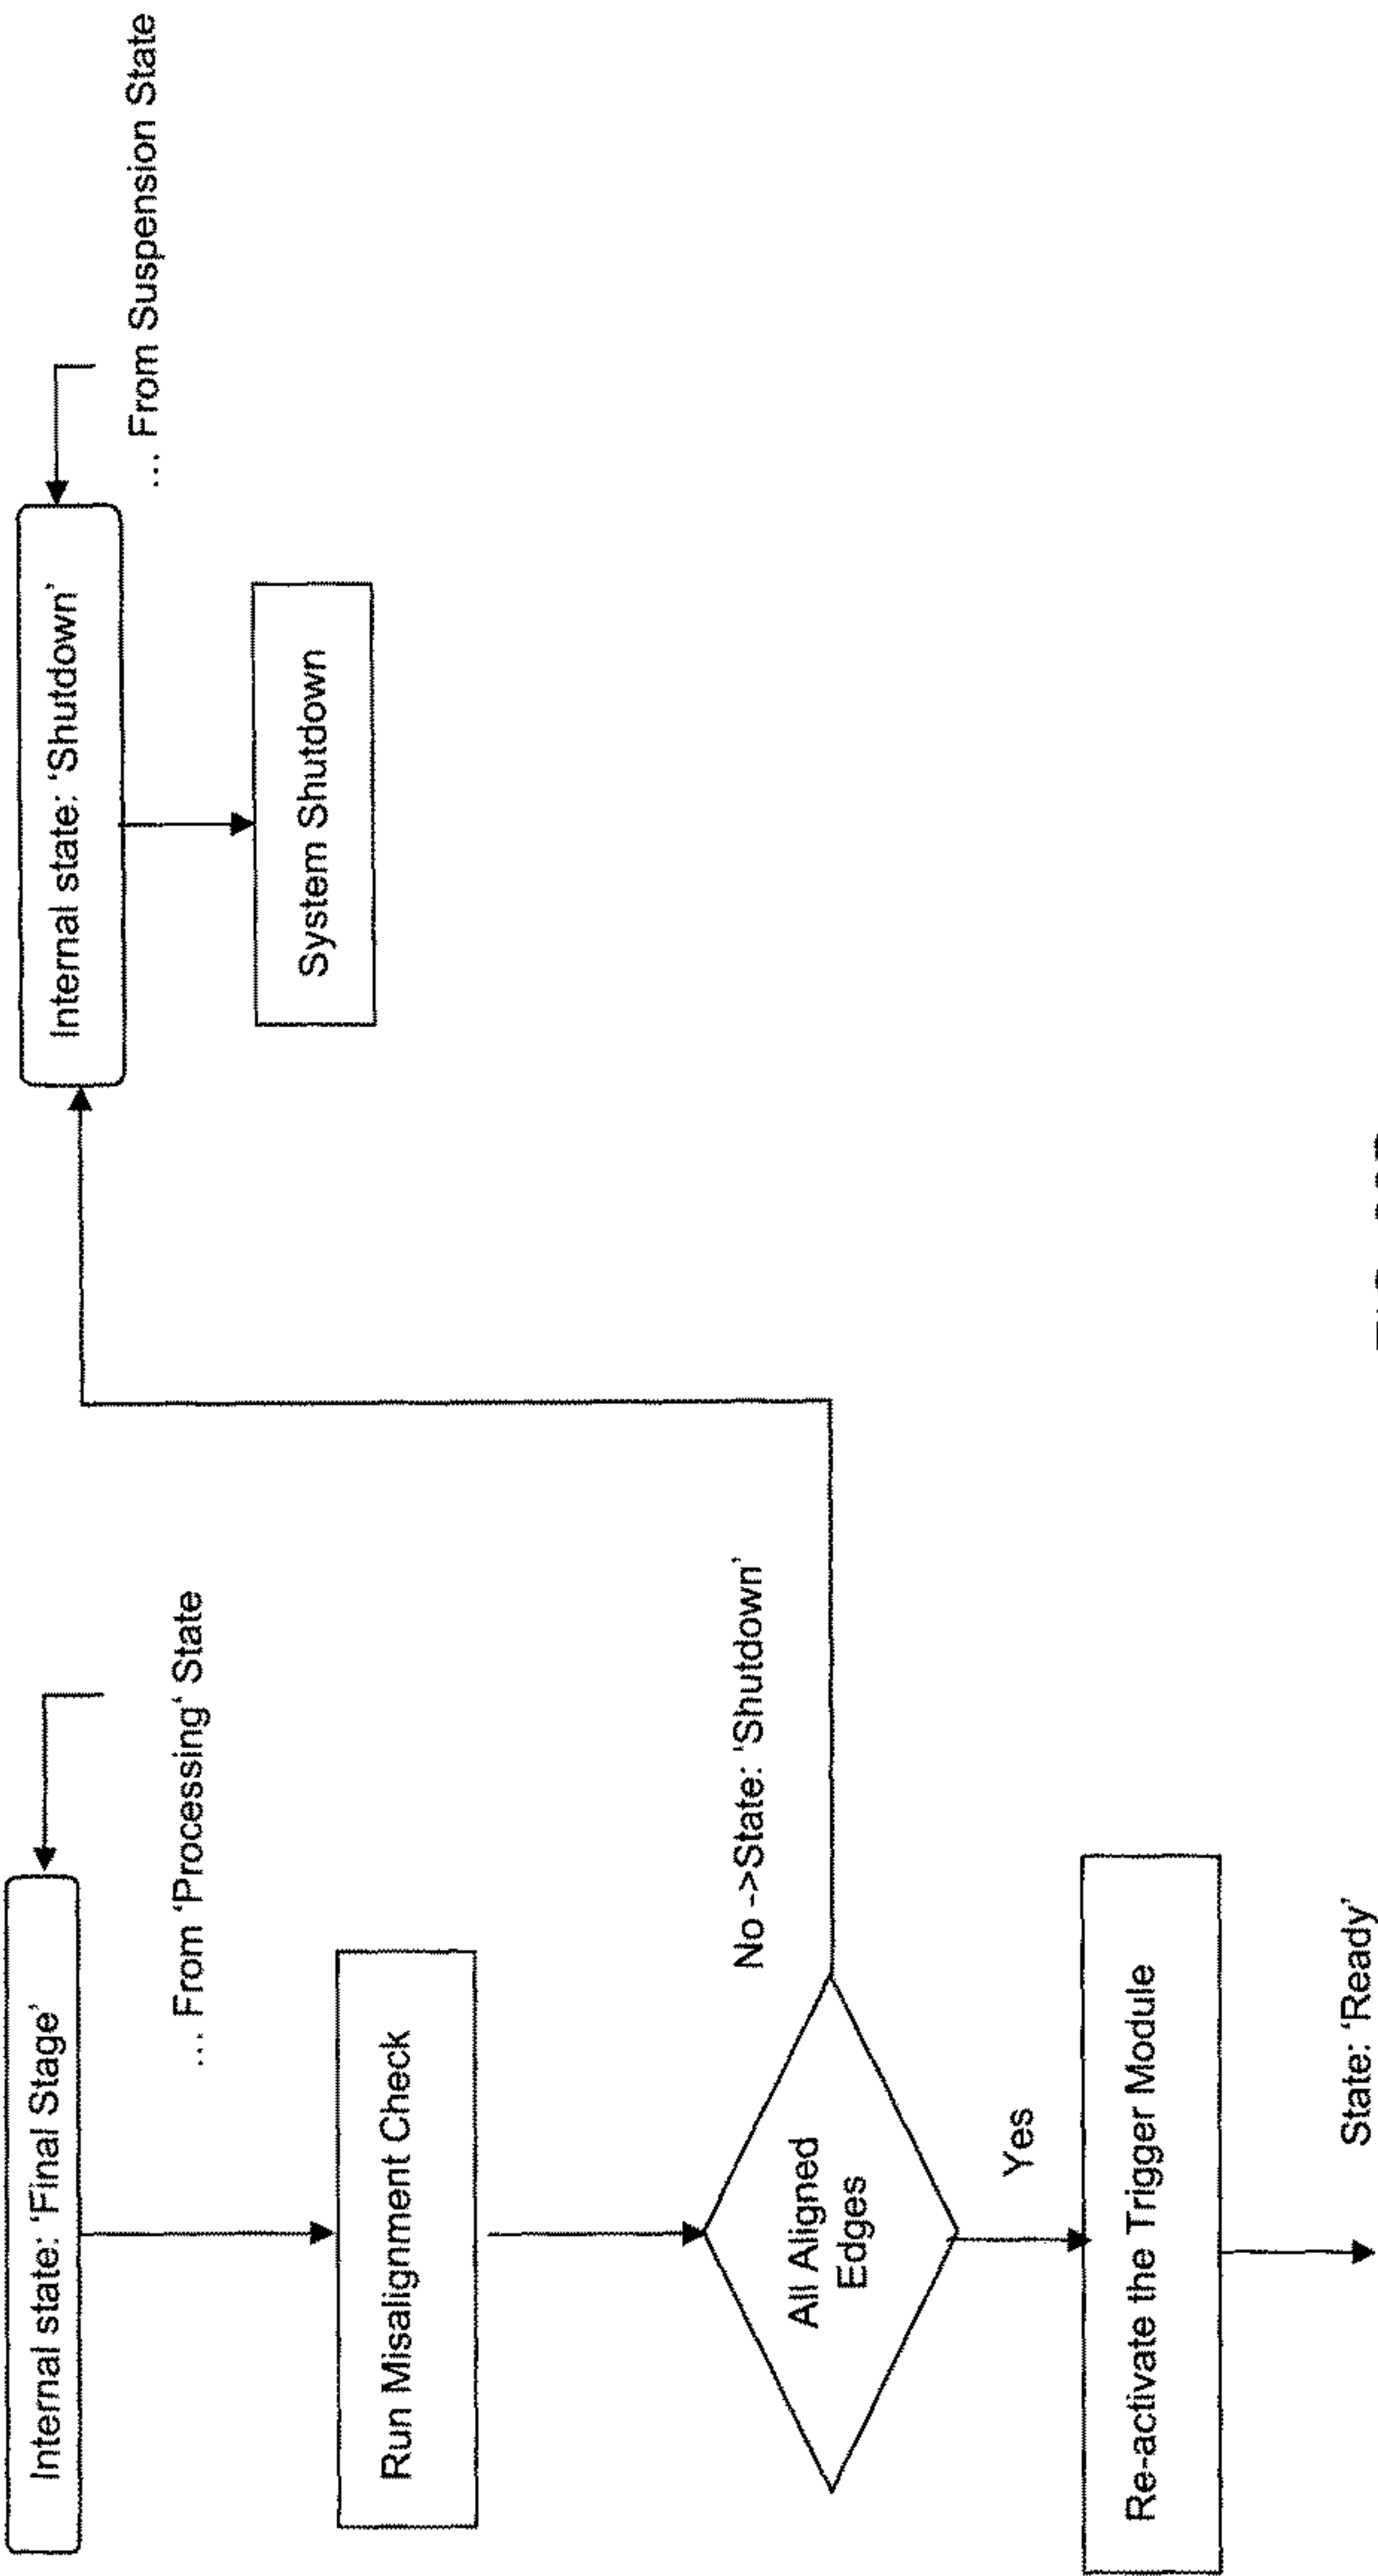 Internal state: ‘Final Stage’
… From ‘Processing‘ State
Run Misalignment Check
All Aligned
Edges
No ->State: ‘Shutdown’
Yes
Re-activate the Trigger Module
State: ‘Ready’
Internal state: ‘Shutdown’
… From Suspension State
System Shutdown